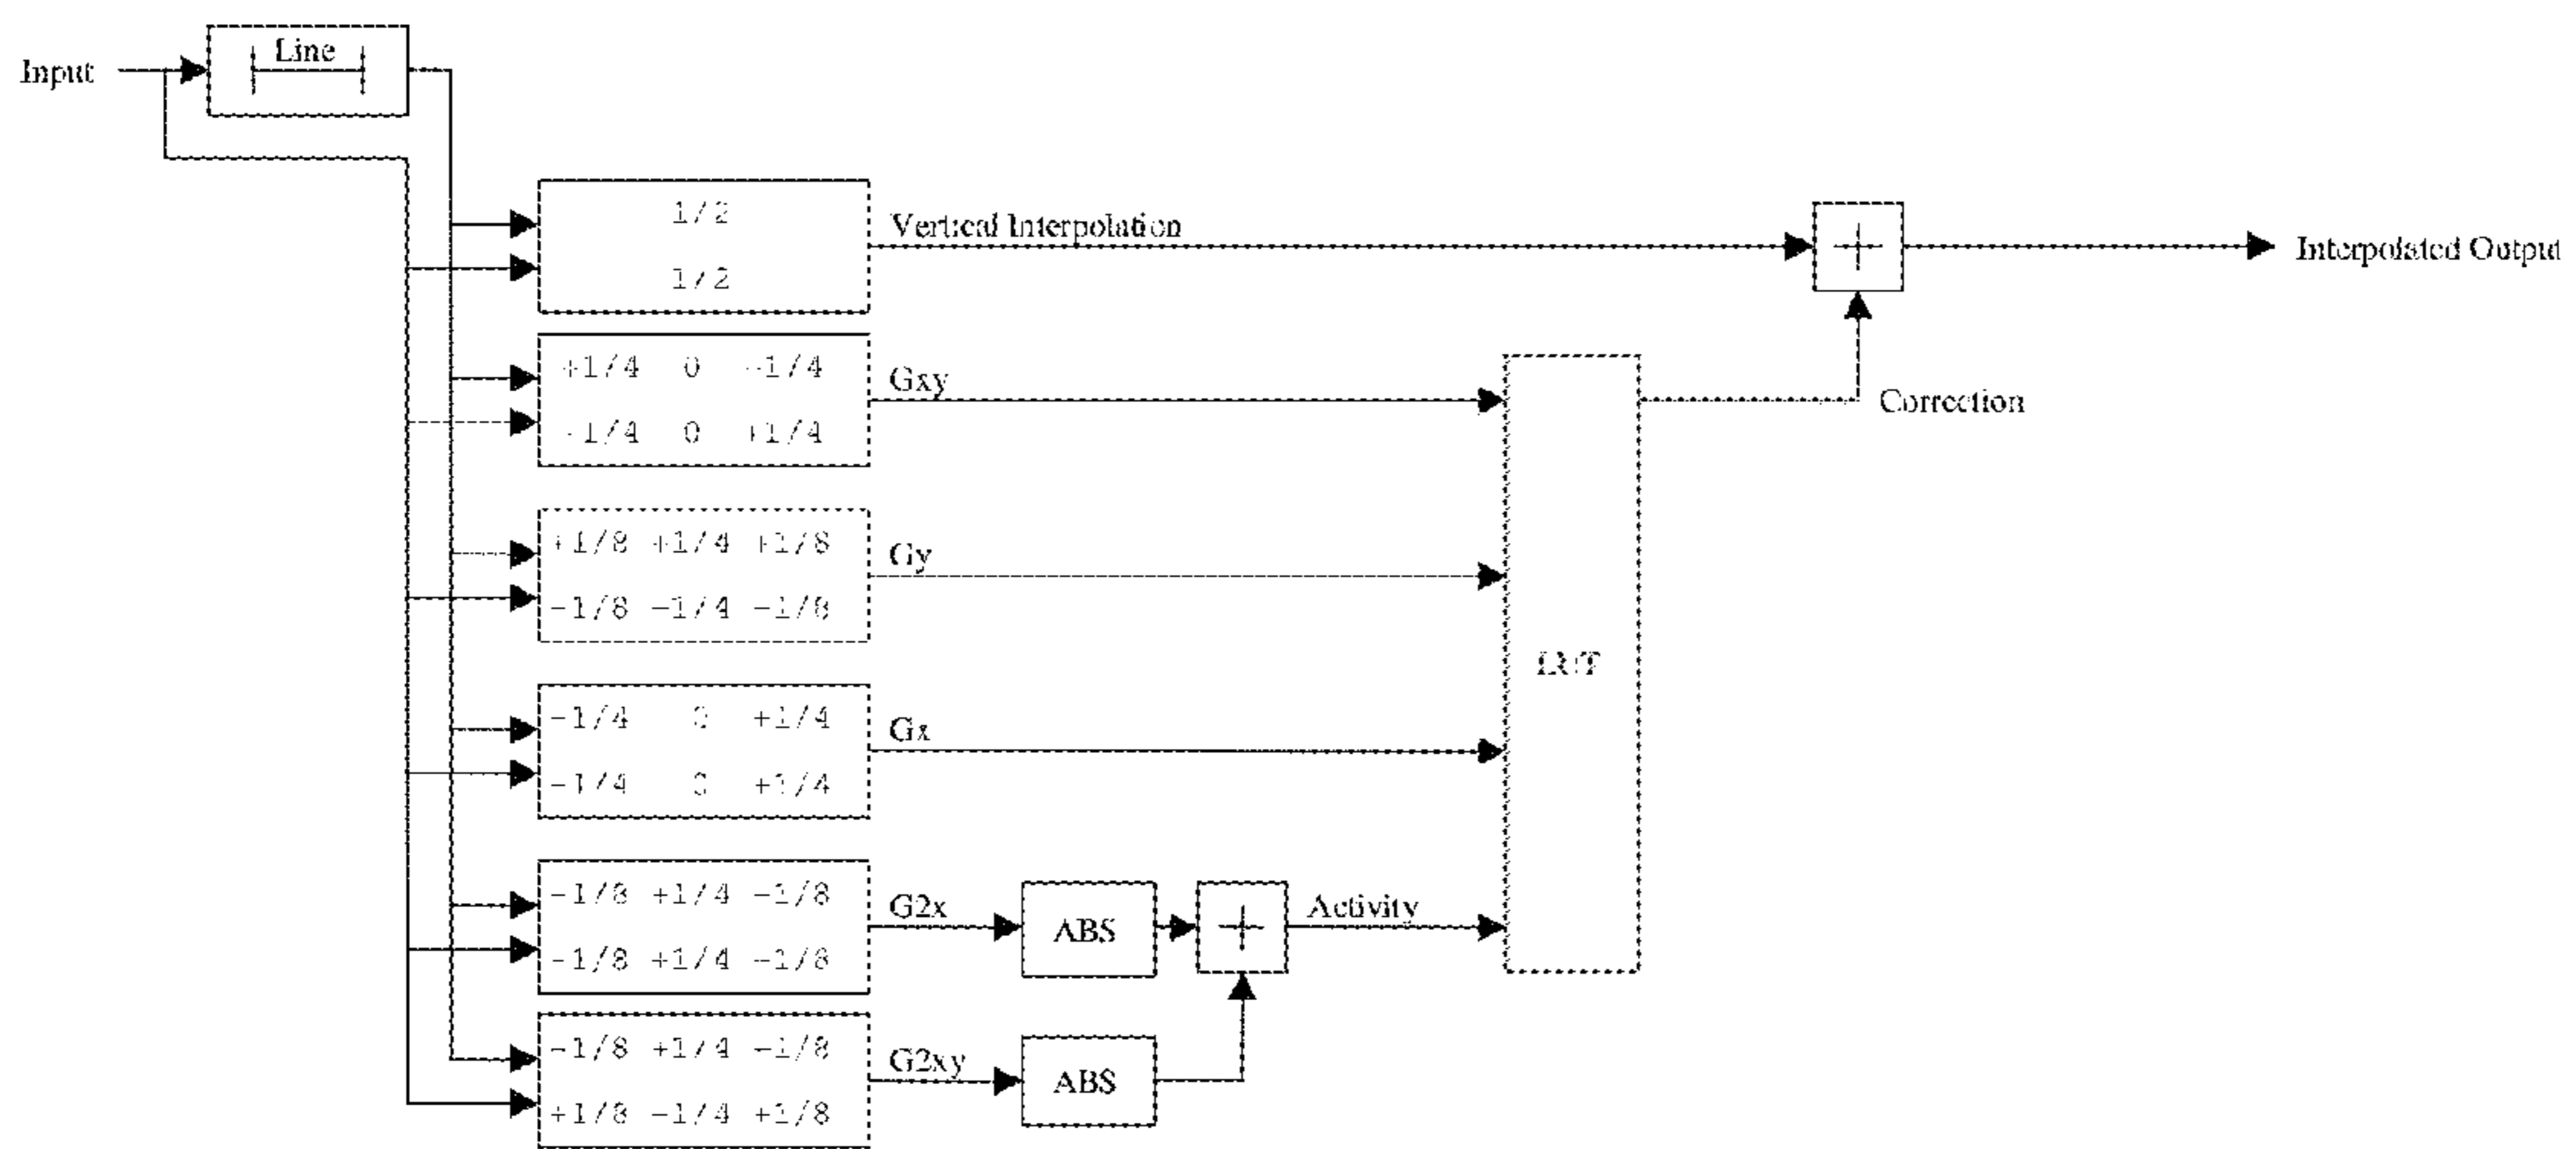 Line
Input
1/2
Vertical Interpolation
1/2
Interpolated Output
+1/4 0 -1/4
Gxy
Correction
-1/4 0 +1/4
+1/8 +1/4 +1/8
Gy
-1/8 -1/4 -1/8
LUT
-1/4 0 +1/4
Gx
-1/4 0 +1/4
-1/8 +1/4 -1/8
G2x
ABS
Activity
-1/8 +1/4 -1/8
-1/8 +1/4 -1/8
G2xy
ABS
+1/8 -1/4 +1/8